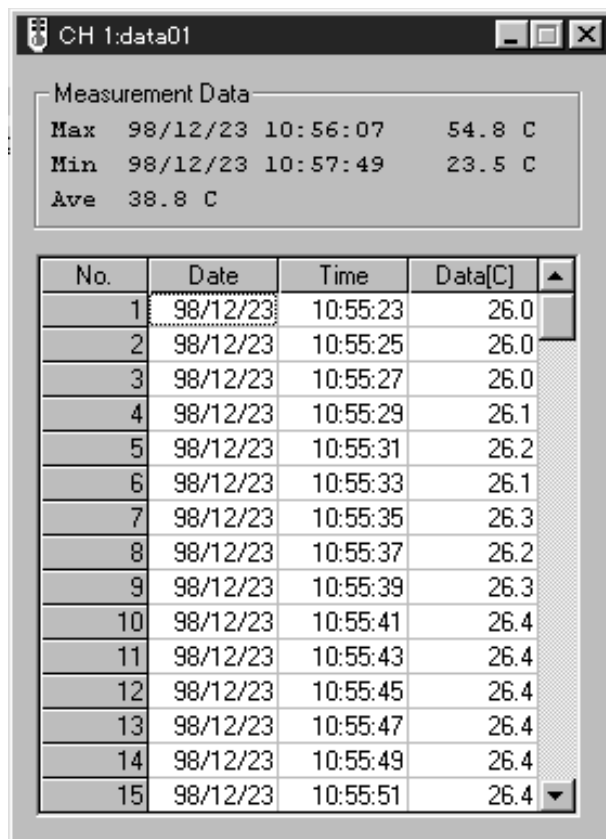 CH 1:data01
Measurement Data
Max 98/12/23 10:56:07 54.8 C
Min 98/12/23 10:57:49 23.5 C
Ave 38.8 C
No. Date Time Data[C]
1 98/12/23 10:55:23 26.0
2 98/12/23 10:55:25 26.0
3 98/12/23 10:55:27 26.0
4 98/12/23 10:55:29 26.1
5 98/12/23 10:55:31 26.2
6 98/12/23 10:55:33 26.1
7 98/12/23 10:55:35 26.3
8 98/12/23 10:55:37 26.2
9 98/12/23 10:55:39 26.3
10 98/12/23 10:55:41 26.4
11 98/12/23 10:55:43 26.4
12 98/12/23 10:55:45 26.4
13 98/12/23 10:55:47 26.4
14 98/12/23 10:55:49 26.4
15 98/12/23 10:55:51 26.4